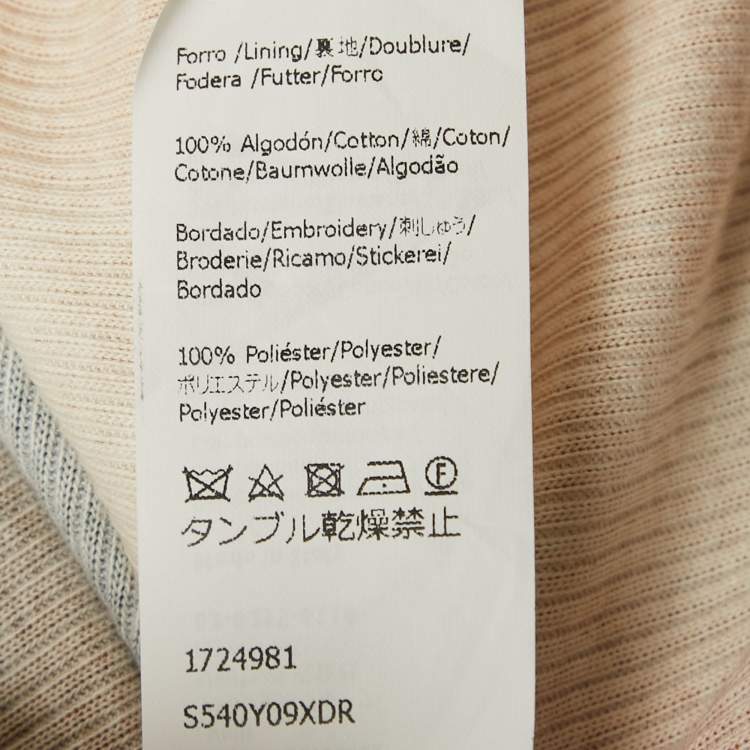 Forro /Lining/裏地/Doublure/
Fodera /Futter/Forro
100% Algodón/Cotton/綿/Coton/
Cotone/Baumwolle/Algodão
Bordado/Embroidery/刺しゅう/
Broderie/Ricamo/Stickerei/
Bordado
100% Poliéster/Polyester/
ポリエステル/Polyester/Poliestere/
Polyester/Poliéster
F
タンブル乾燥禁止
1724981
S540Y09XDR